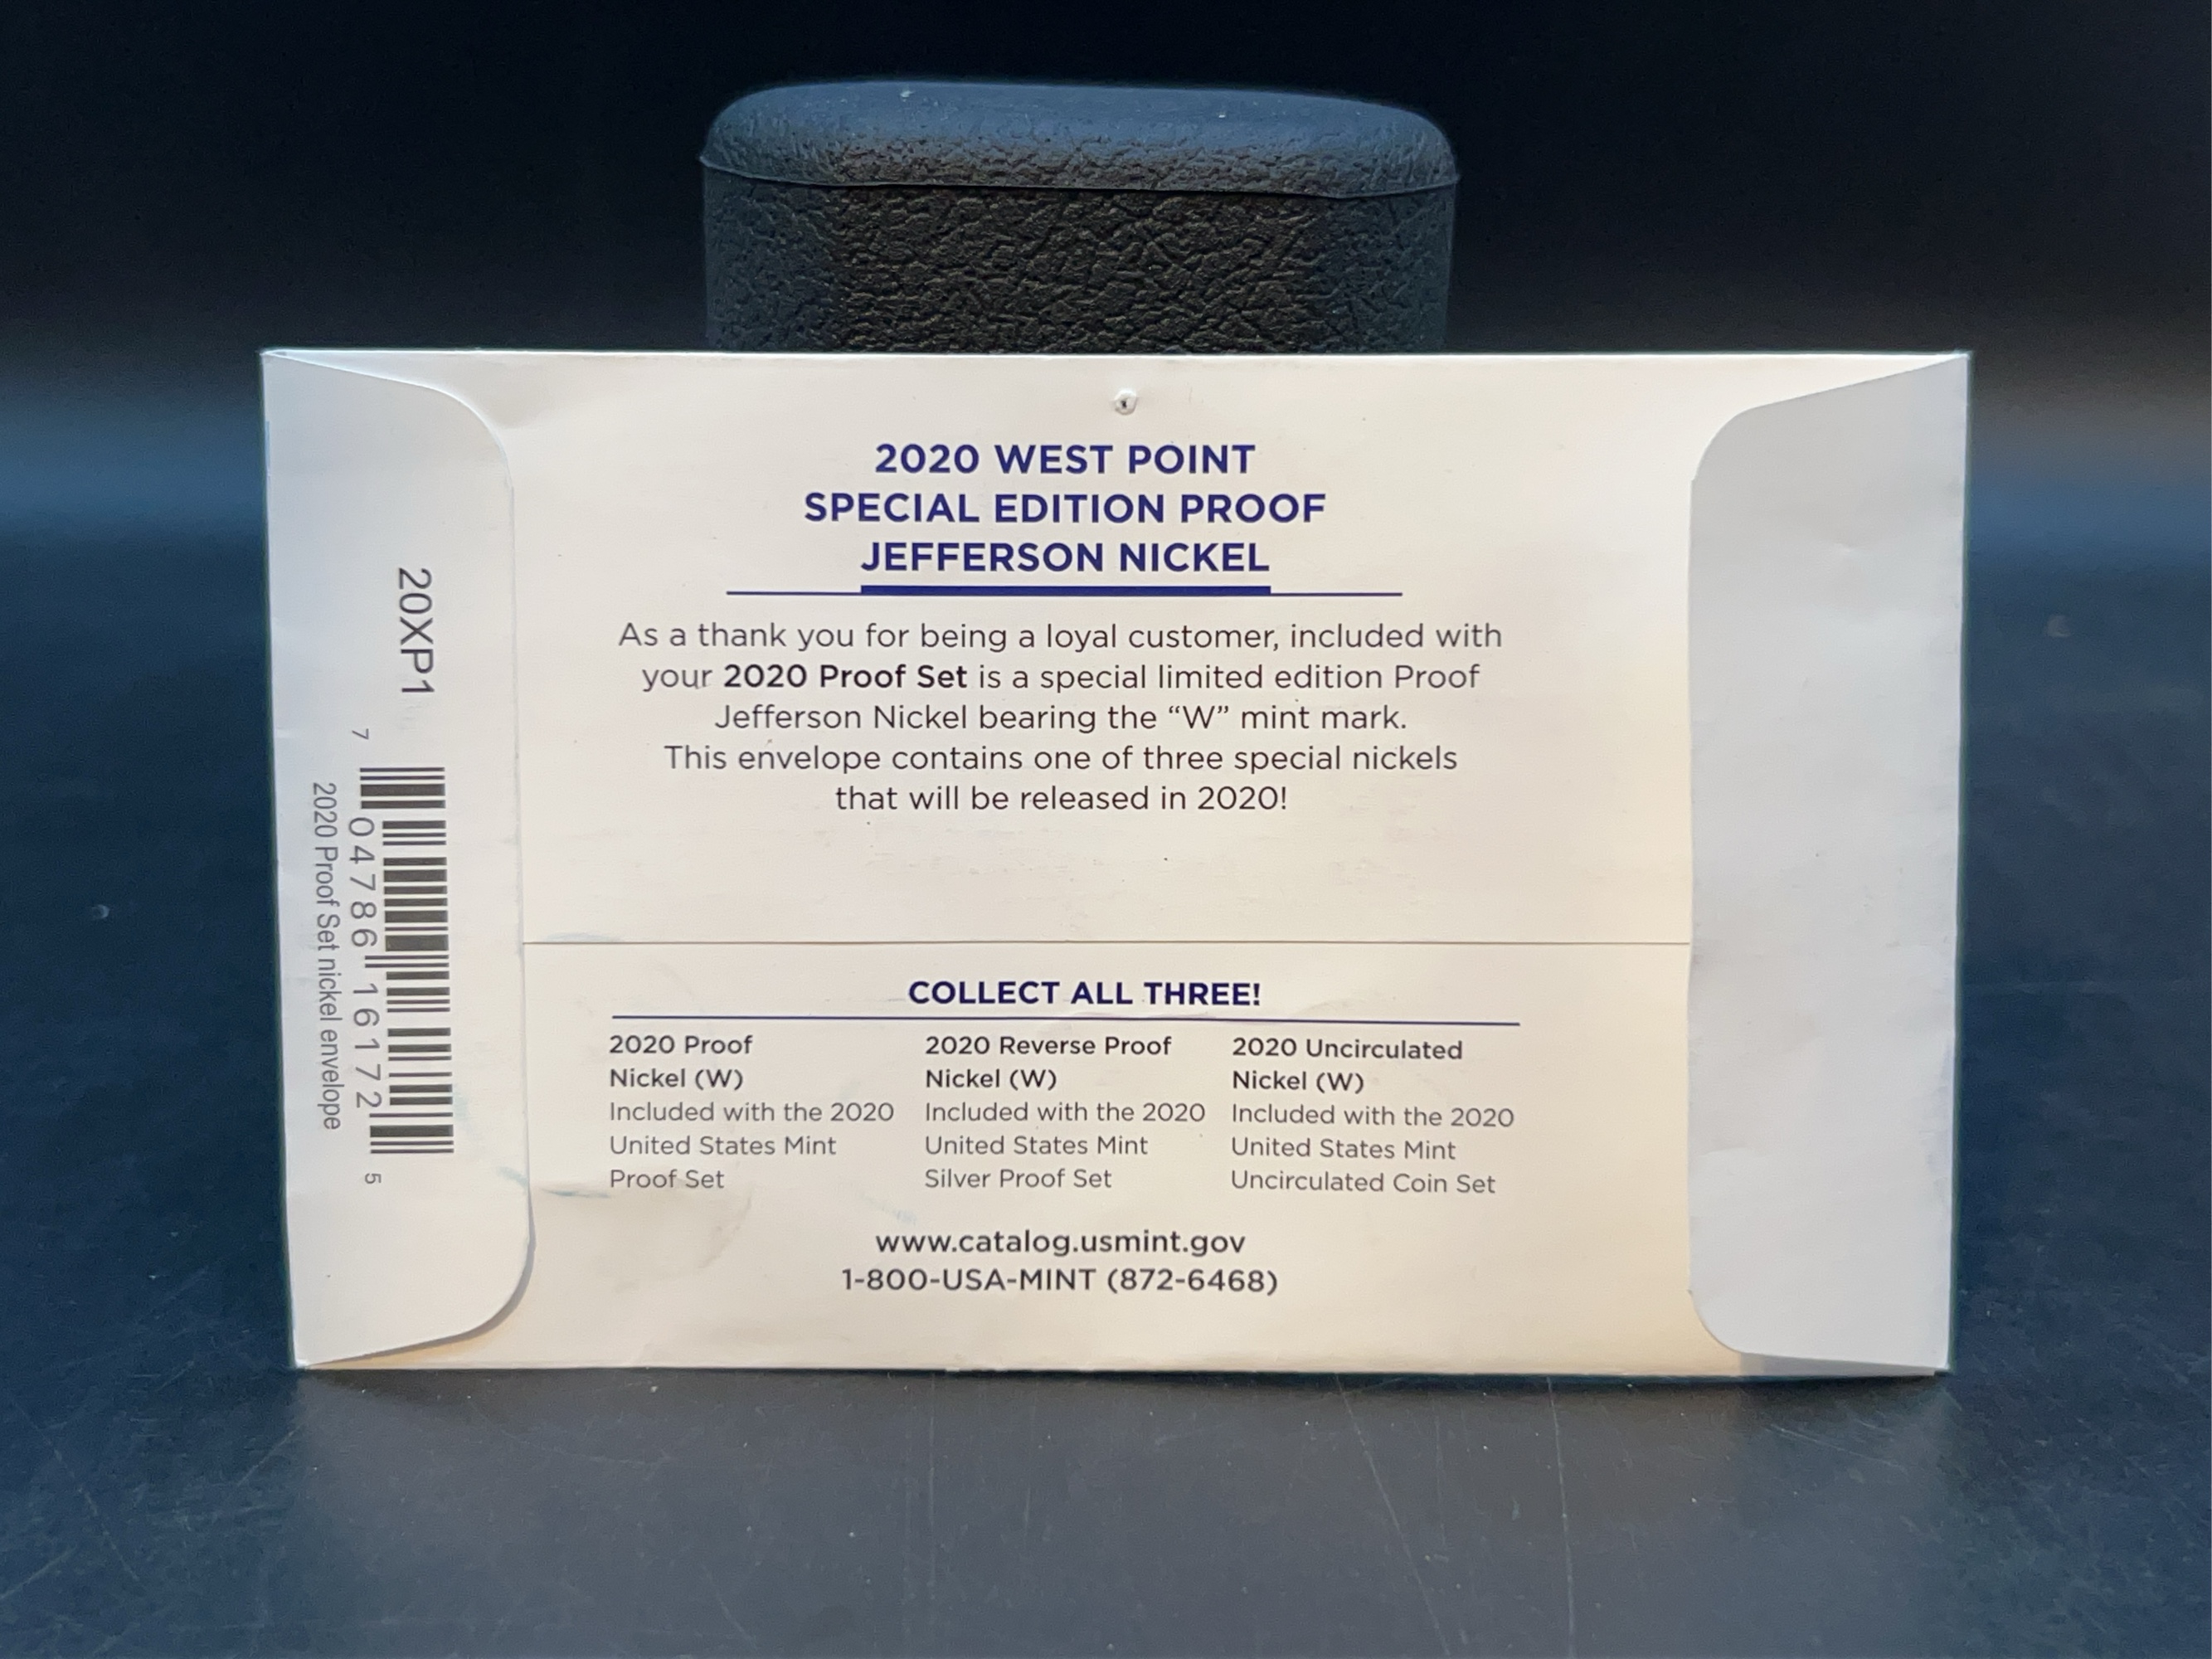 2020 WEST POINT
SPECIAL EDITION PROOF
JEFFERSON NICKEL
As a thank you for being a loyal customer, included with
your 2020 Proof Set is a special limited edition Proof
Jefferson Nickel bearing the “W” mint mark.
This envelope contains one of three special nickels
that will be released in 2020!
COLLECT ALL THREE!
2020 Proof
Nickel (W)
Included with the 2020
United States Mint
Proof Set
2020 Reverse Proof
Nickel (W)
Included with the 2020
United States Mint
Silver Proof Set
2020 Uncirculated
Nickel (W)
Included with the 2020
United States Mint
Uncirculated Coin Set
www.catalog.usmint.gov
1-800-USA-MINT (872-6468)
20XP1
7 04786 16172 5
2020 Proof Set nickel envelope